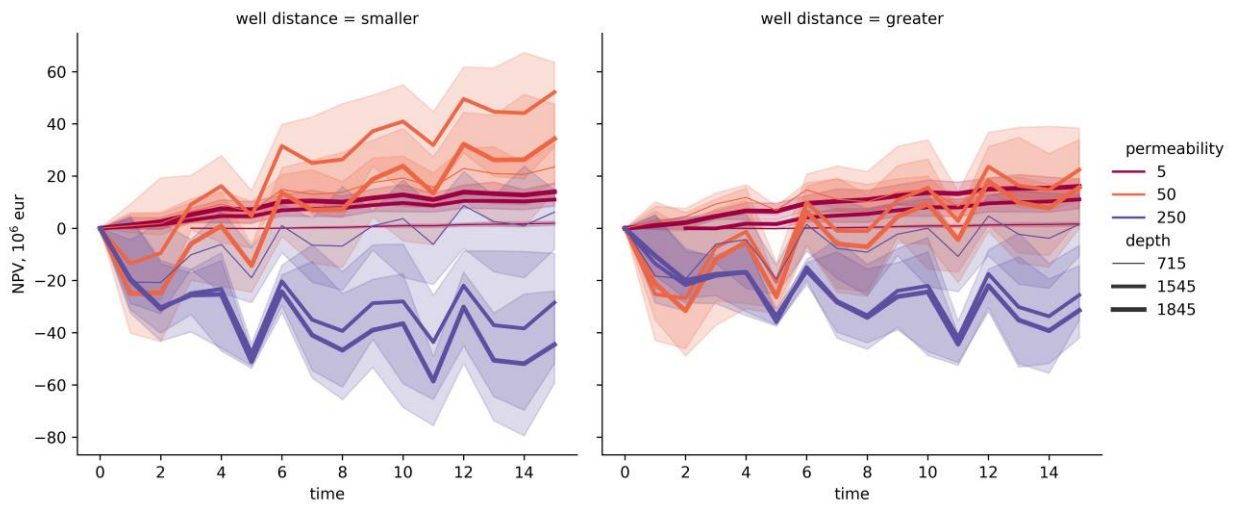 well distance = smaller
well distance = greater
NPV, 10⁶ eur
60
40
20
0
−20
−40
−60
−80
0 2 4 6 8 10 12 14
time
0 2 4 6 8 10 12 14
time
permeability
5
50
250
depth
715
1545
1845